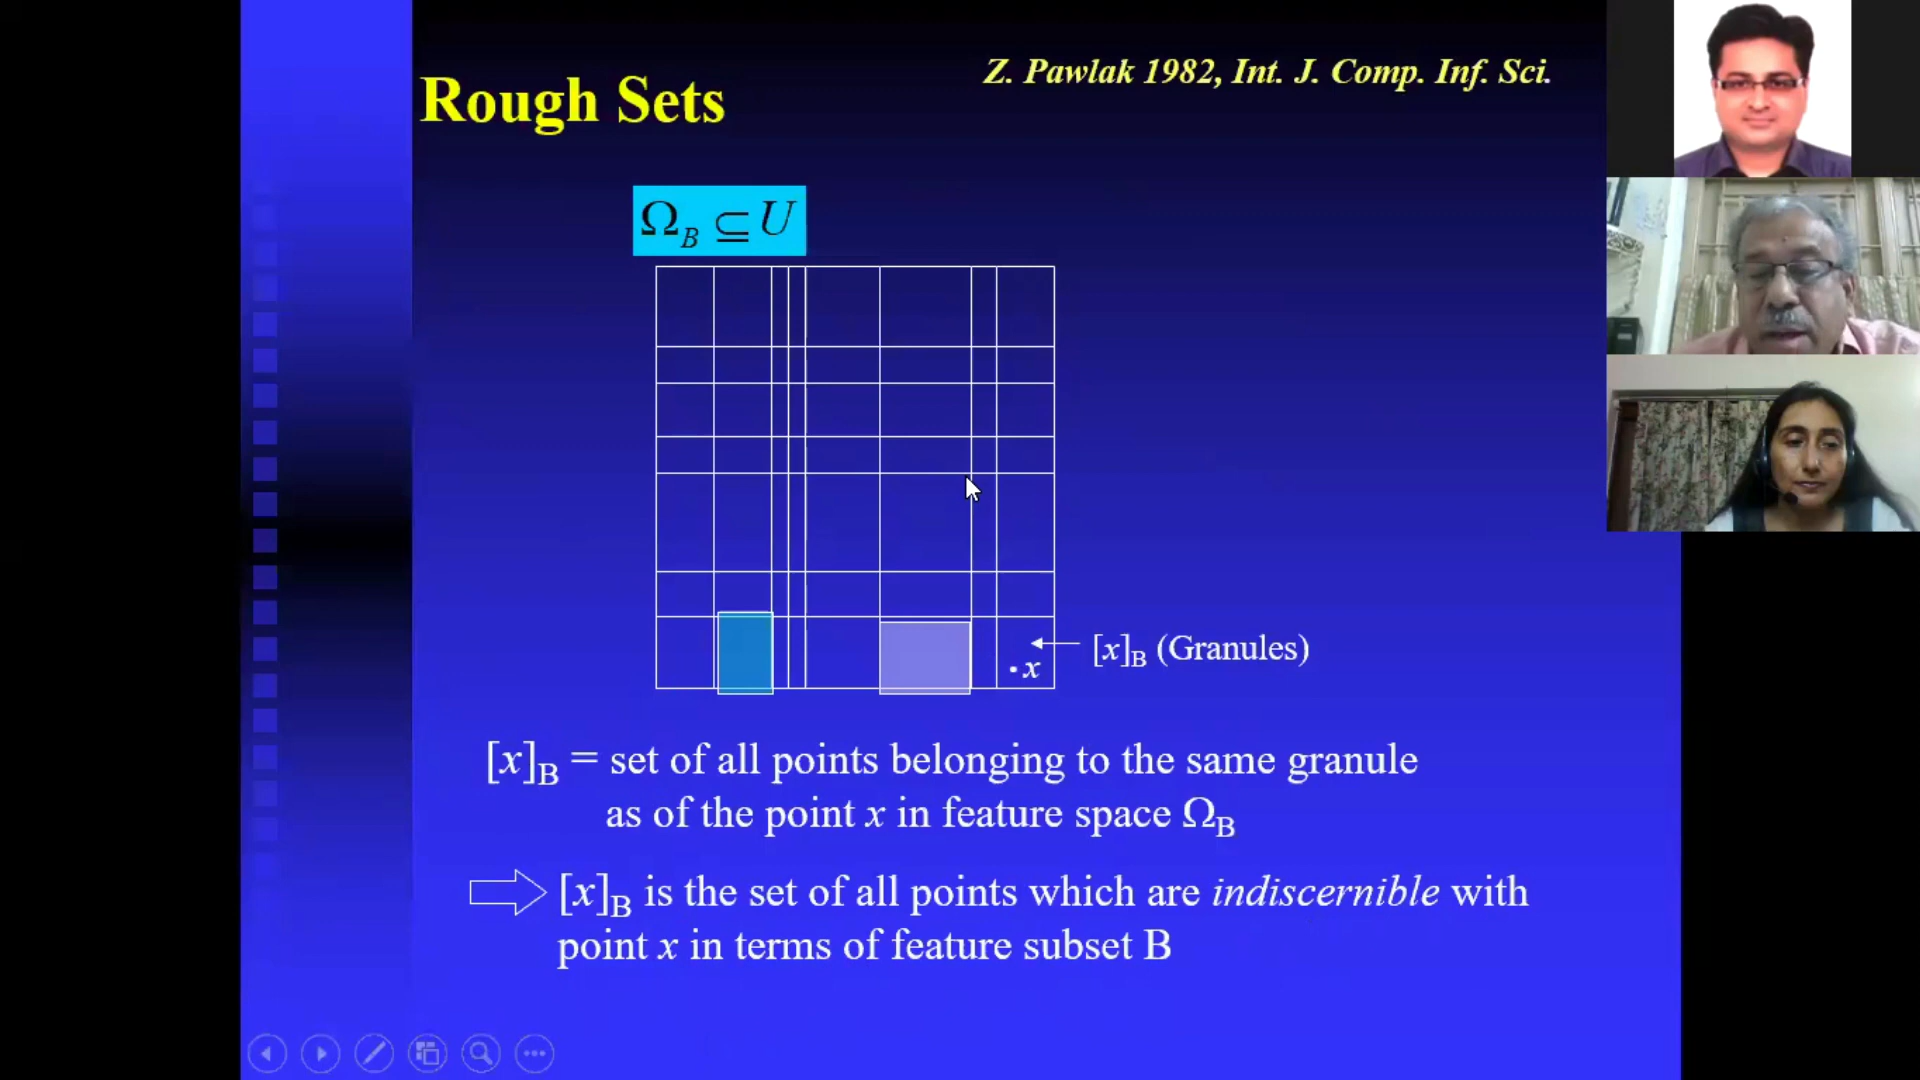 Z. Pawlak 1982, Int. J. Comp. Inf. Sci.
Rough Sets
Ω_B ⊆ U
[x]_B (Granules)
· x
[x]_B = set of all points belonging to the same granule
as of the point x in feature space Ω_B
[x]_B is the set of all points which are indiscernible with
point x in terms of feature subset B